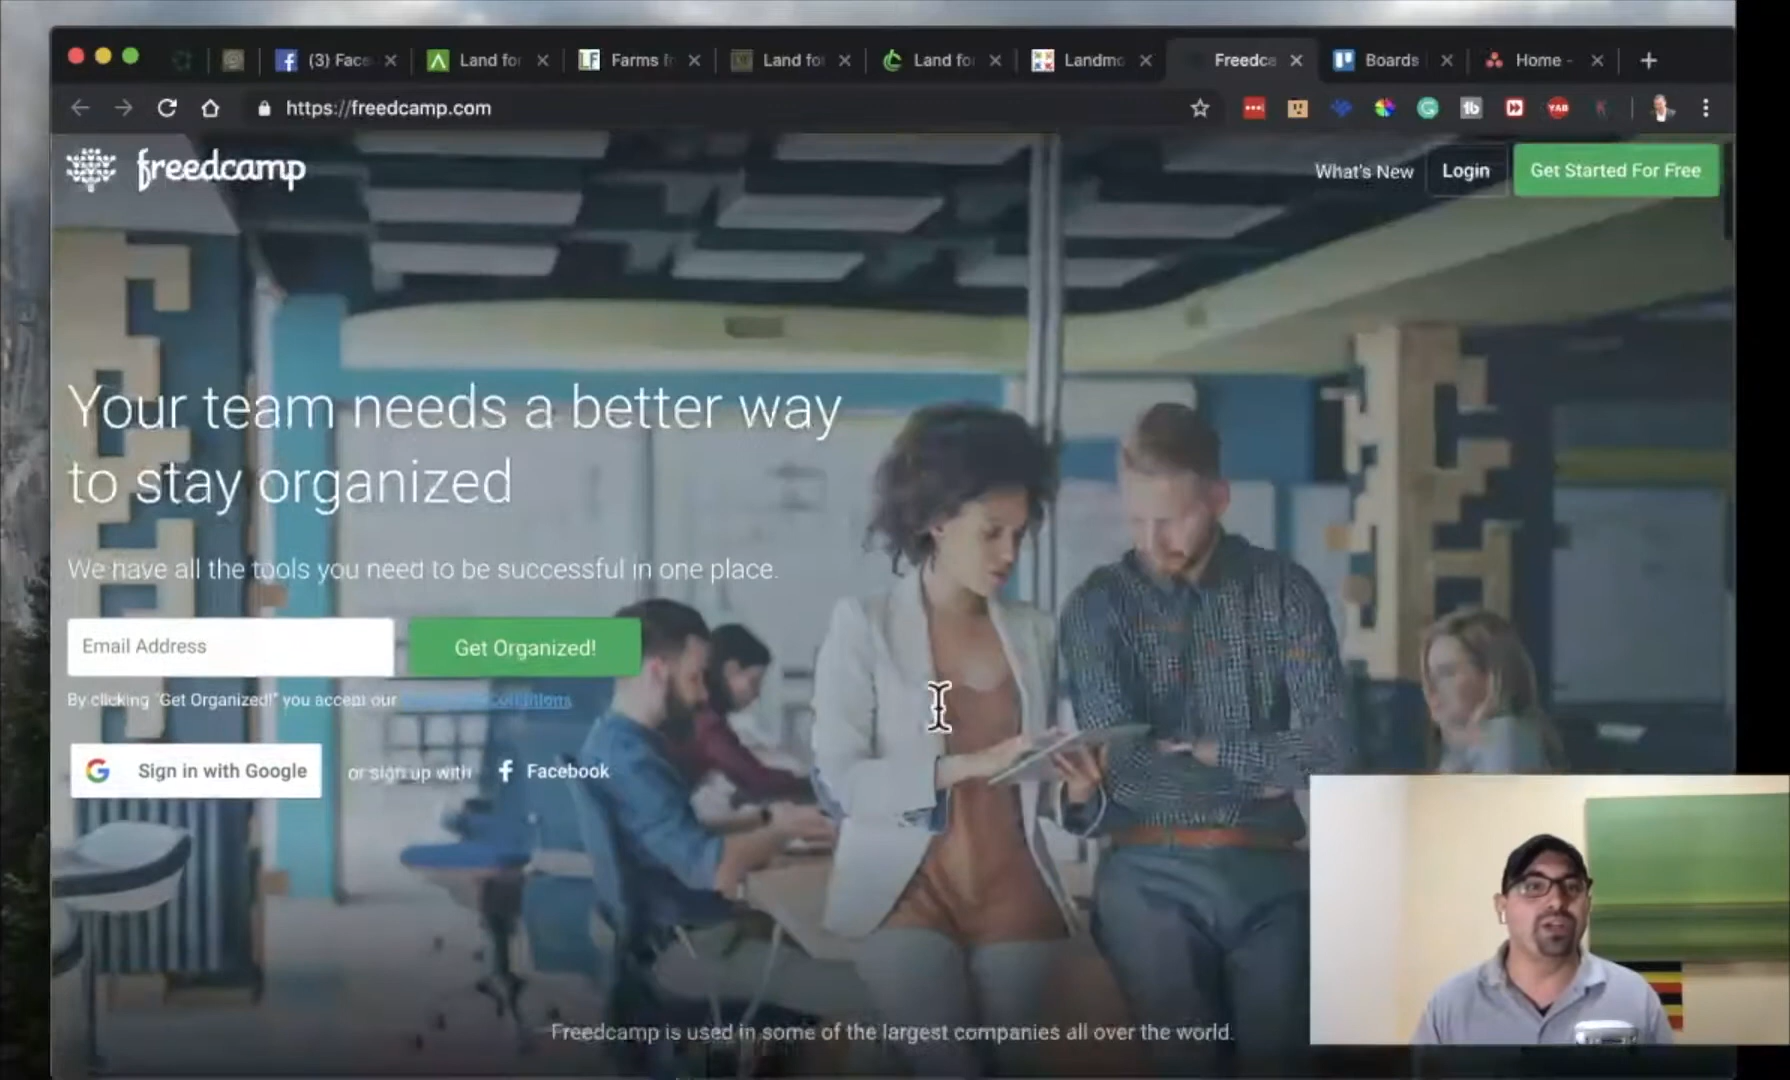 (3) Face
Land for
Farms fr
Land for
Land for
Landmo
Freedca
Boards
Home -
https://freedcamp.com
freedcamp
What's New
Login
Get Started For Free
Your team needs a better way
to stay organized
We have all the tools you need to be successful in one place.
Email Address
Get Organized!
By clicking "Get Organized!" you accept our
Sign in with Google
or sign up with
Facebook
Freedcamp is used in some of the largest companies all over the world.